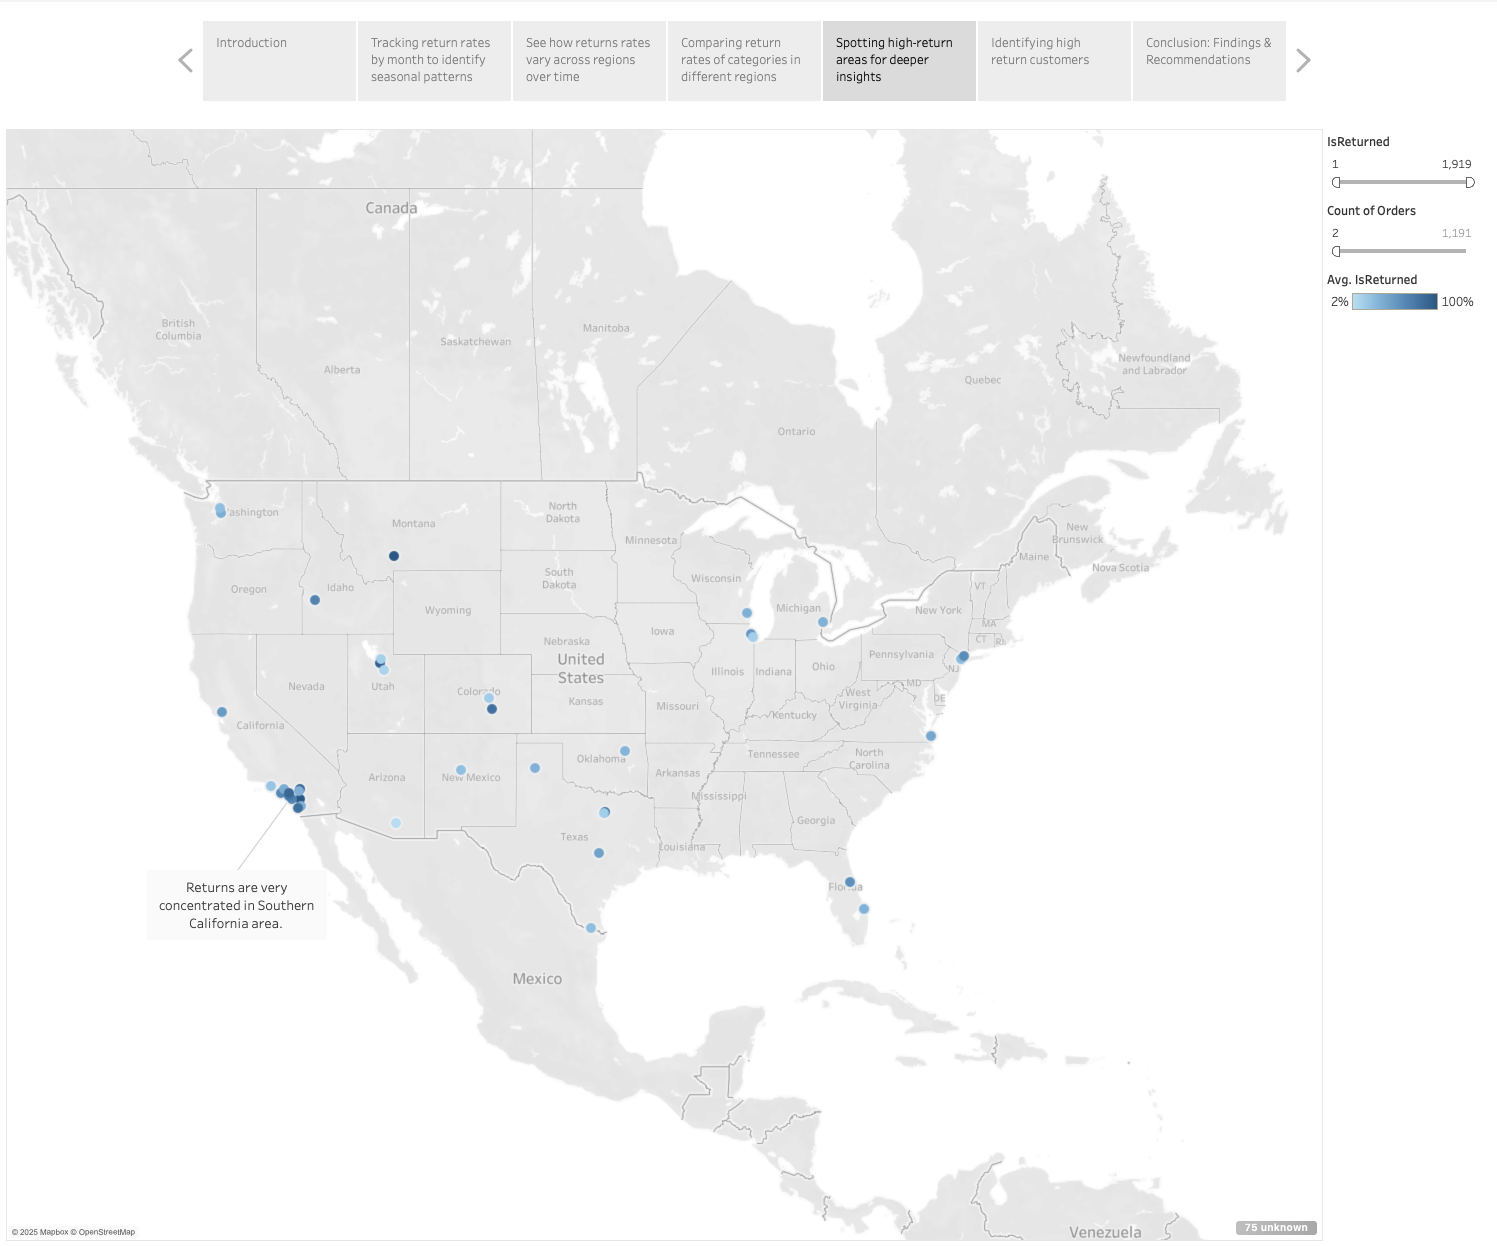 Introduction
Tracking return rates
by month to identify
seasonal patterns
See how returns rates
vary across regions
over time
Comparing return
rates of categories in
different regions
Spotting high-return
areas for deeper
insights
Identifying high
return customers
Conclusion: Findings &
Recommendations
IsReturned
1 1,919
Count of Orders
2 1,191
Avg. IsReturned
2% 100%
Canada
British
Columbia
Alberta
Saskatchewan
Manitoba
Ontario
Quebec
Newfoundland
and Labrador
New
Brunswick
Nova Scotia
Maine
ashington
Montana
North
Dakota
Minnesota
Oregon
Idaho
Wyoming
South
Dakota
Wisconsin
Michigan
New York
VT
MA
CT RI
Iowa
Nebraska
United
States
Illinois
Indiana
Ohio
Pennsylvania
NJ
MD
DE
Nevada
Utah
Colorado
Kansas
Missouri
West
Virginia
Kentucky
California
Arizona
New Mexico
Oklahoma
Arkansas
Tennessee
North
Carolina
Mississippi
Georgia
Texas
Louisiana
Florida
Returns are very
concentrated in Southern
California area.
Mexico
Venezuela
© 2025 Mapbox © OpenStreetMap
75 unknown